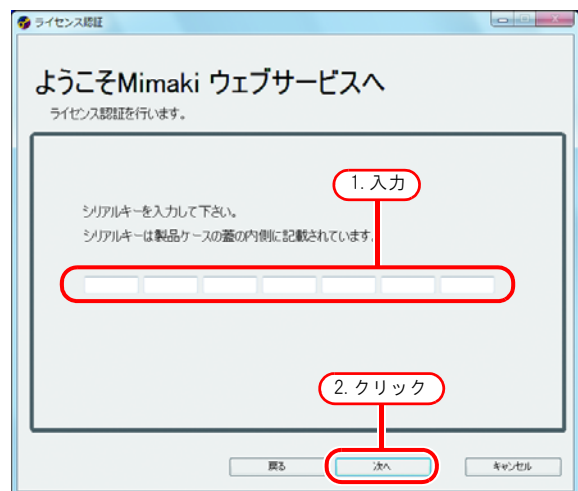 ライセンス認証
ようこそMimaki ウェブサービスへ
ライセンス認証を行います。
1. 入力
シリアルキーを入力して下さい。
シリアルキーは製品ケースの蓋の内側に記載されています。
2. クリック
戻る 次へ キャンセル